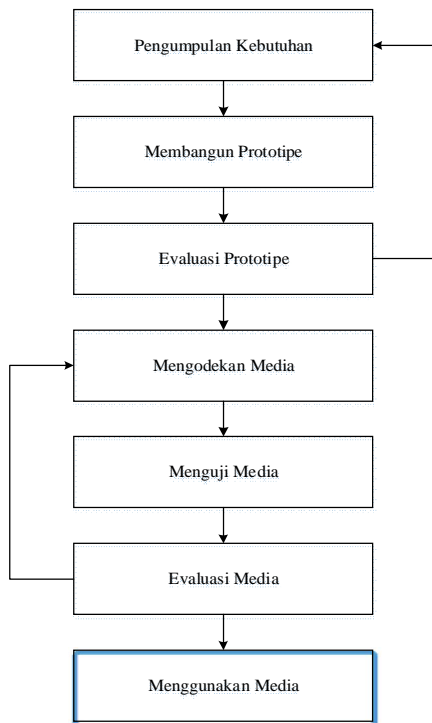 Pengumpulan Kebutuhan
Membangun Prototipe
Evaluasi Prototipe
Mengodekan Media
Menguji Media
Evaluasi Media
Menggunakan Media